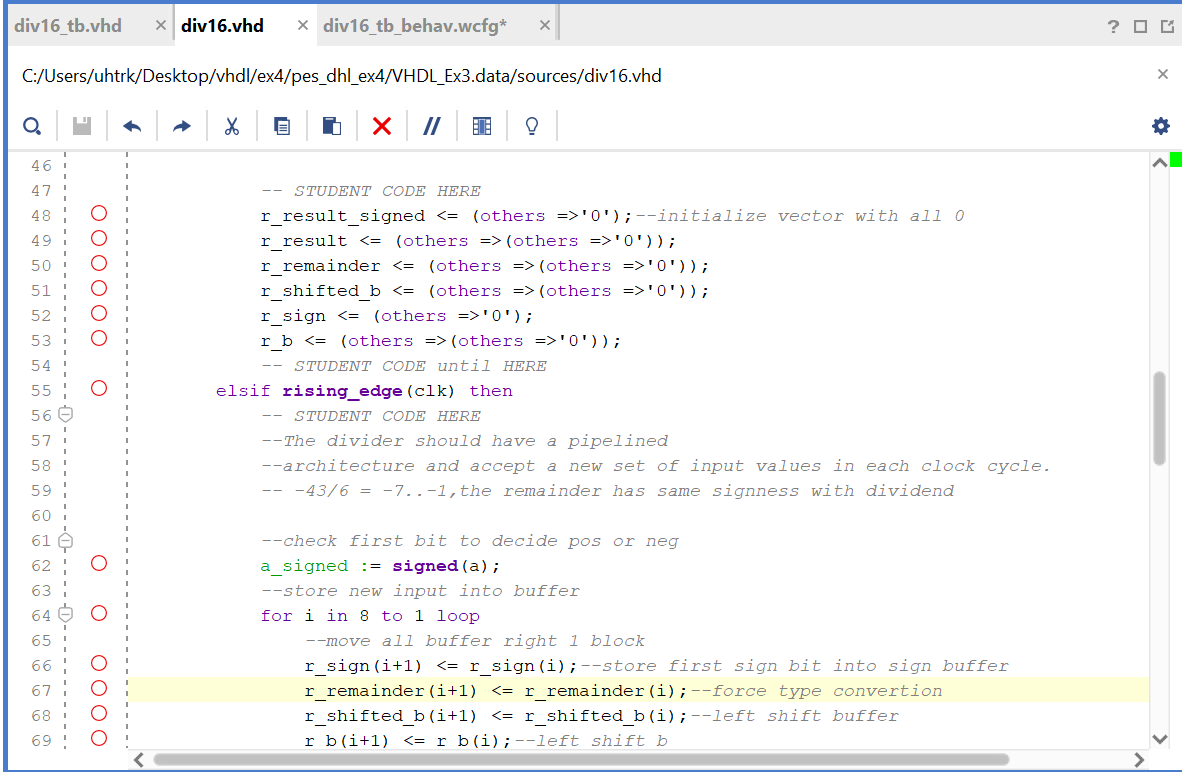 div16_tb.vhd × div16.vhd × div16_tb_behav.wcfg* × ?
C:/Users/uhtrk/Desktop/vhdl/ex4/pes_dhl_ex4/VHDL_Ex3.data/sources/div16.vhd ×
46
47 -- STUDENT CODE HERE
48 r_result_signed <= (others =>'0');--initialize vector with all 0
49 r_result <= (others =>(others =>'0'));
50 r_remainder <= (others =>(others =>'0'));
51 r_shifted_b <= (others =>(others =>'0'));
52 r_sign <= (others =>'0');
53 r_b <= (others =>(others =>'0'));
54 -- STUDENT CODE until HERE
55 elsif rising_edge(clk) then
56 -- STUDENT CODE HERE
57 --The divider should have a pipelined
58 --architecture and accept a new set of input values in each clock cycle.
59 -- -43/6 = -7..-1,the remainder has same signness with dividend
60
61 --check first bit to decide pos or neg
62 a_signed := signed(a);
63 --store new input into buffer
64 for i in 8 to 1 loop
65 --move all buffer right 1 block
66 r_sign(i+1) <= r_sign(i);--store first sign bit into sign buffer
67 r_remainder(i+1) <= r_remainder(i);--force type convertion
68 r_shifted_b(i+1) <= r_shifted_b(i);--left shift buffer
69 r_b(i+1) <= r_b(i);--left shift b